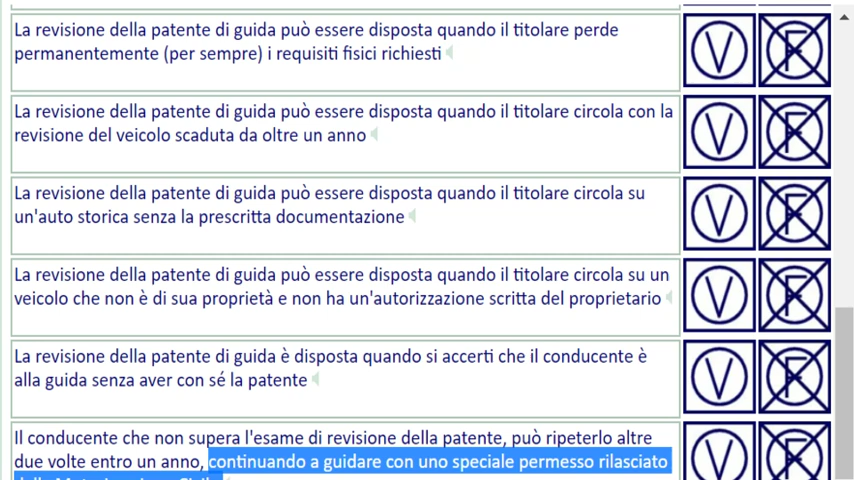 La revisione della patente di guida può essere disposta quando il titolare perde
permanentemente (per sempre) i requisiti fisici richiesti
V F
La revisione della patente di guida può essere disposta quando il titolare circola con la
revisione del veicolo scaduta da oltre un anno
V F
La revisione della patente di guida può essere disposta quando il titolare circola su
un'auto storica senza la prescritta documentazione
V F
La revisione della patente di guida può essere disposta quando il titolare circola su un
veicolo che non è di sua proprietà e non ha un'autorizzazione scritta del proprietario
V F
La revisione della patente di guida è disposta quando si accerti che il conducente è
alla guida senza aver con sé la patente
V F
Il conducente che non supera l'esame di revisione della patente, può ripeterlo altre
due volte entro un anno, continuando a guidare con uno speciale permesso rilasciato
V F